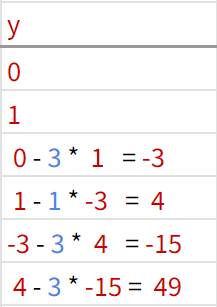 y
0
1
0 - 3 * 1 = -3
1 - 1 * -3 = 4
-3 - 3 * 4 = -15
4 - 3 * -15 = 49